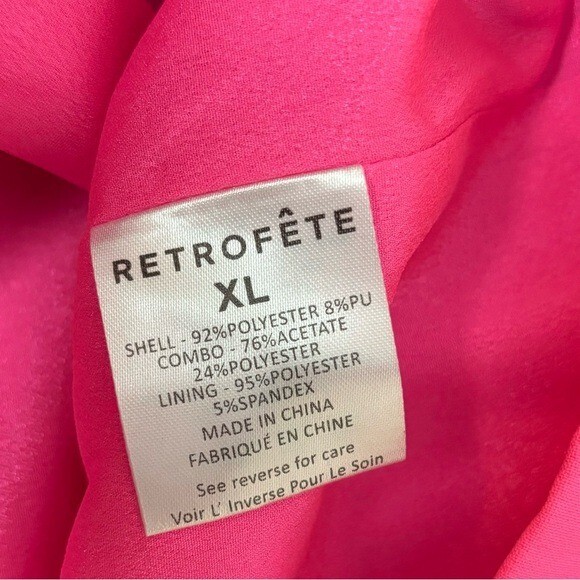 RETROFÊTE
XL
SHELL - 92%POLYESTER 8%PU
COMBO - 76%ACETATE
24%POLYESTER
LINING - 95%POLYESTER
5%SPANDEX
MADE IN CHINA
FABRIQUÉ EN CHINE
See reverse for care
Voir L' Inverse Pour Le Soin